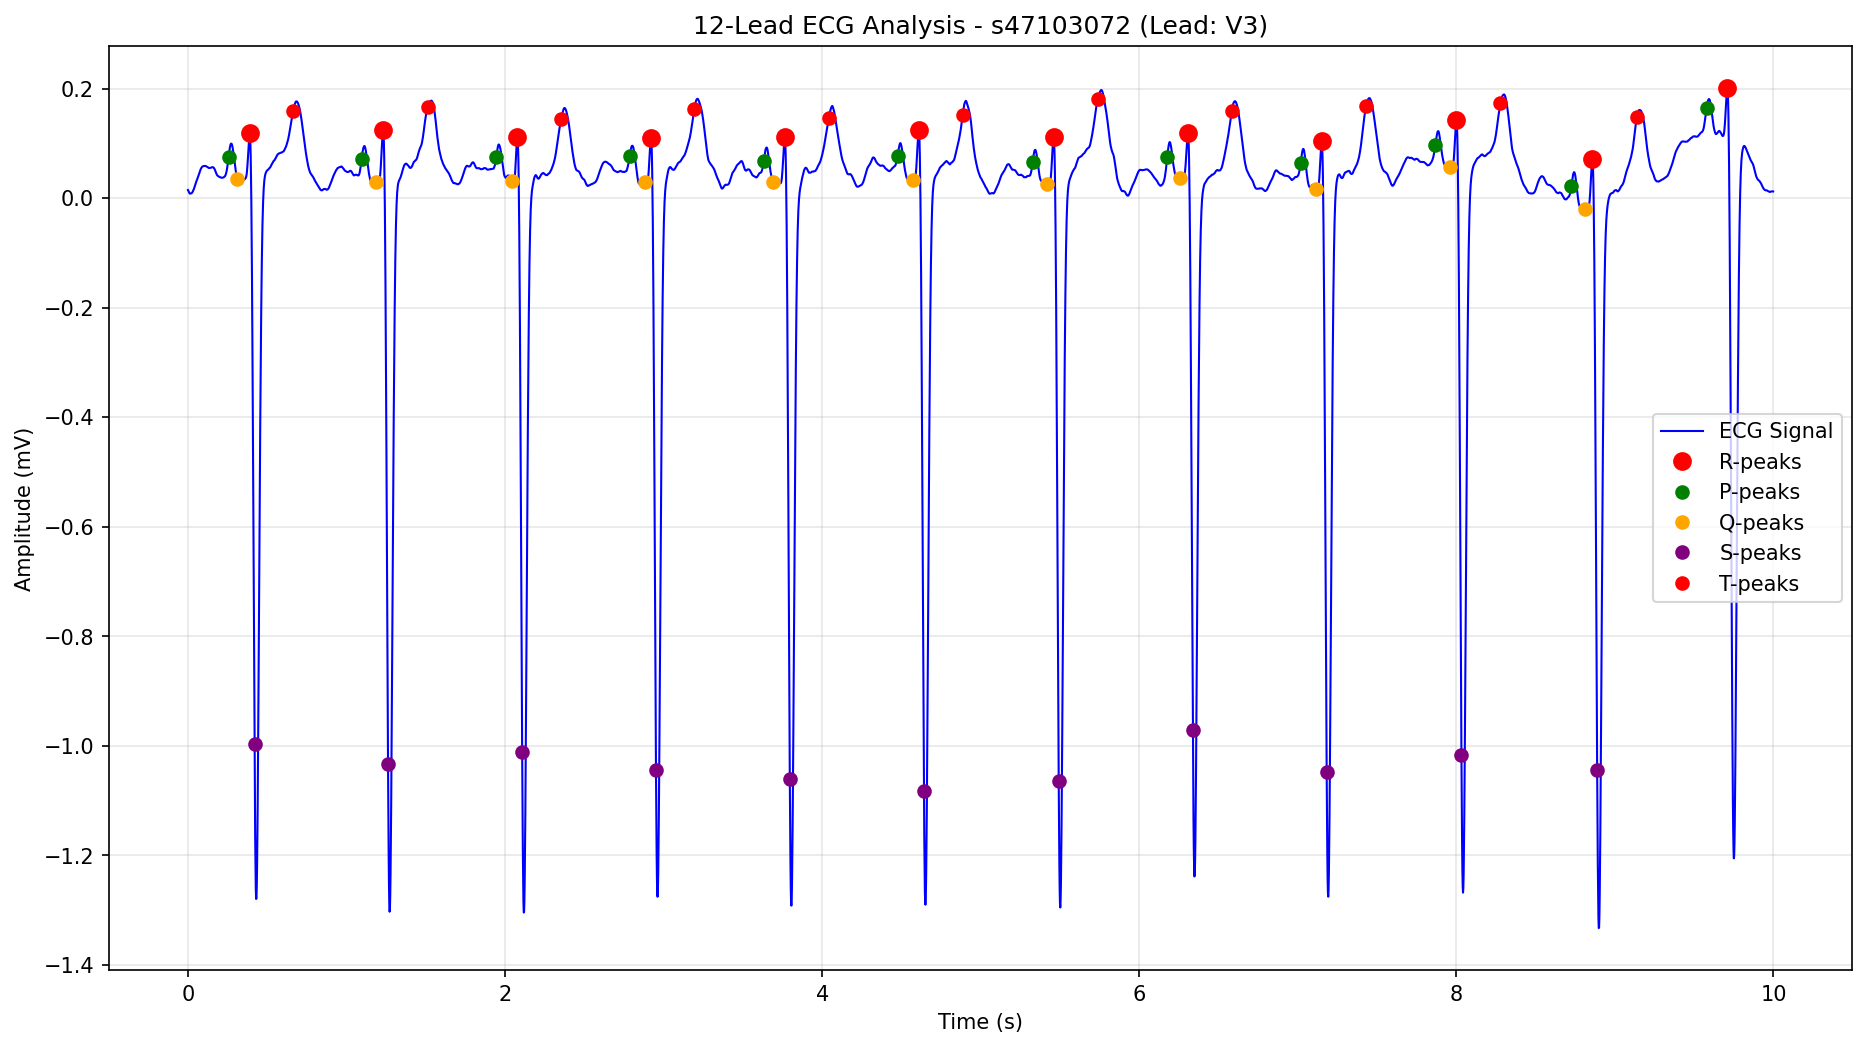 12-Lead ECG Analysis - s47103072 (Lead: V3)
Amplitude (mV)
0.2
0.0
−0.2
−0.4
−0.6
−0.8
−1.0
−1.2
−1.4
ECG Signal
R-peaks
P-peaks
Q-peaks
S-peaks
T-peaks
0 2 4 6 8 10
Time (s)